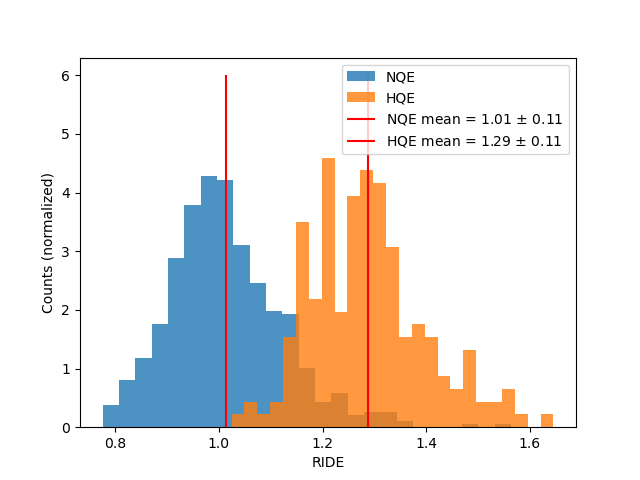 6
5
4
3
2
1
0
Counts (normalized)
0.8
1.0
1.2
1.4
1.6
RIDE
NQE
HQE
NQE mean = 1.01 ± 0.11
HQE mean = 1.29 ± 0.11